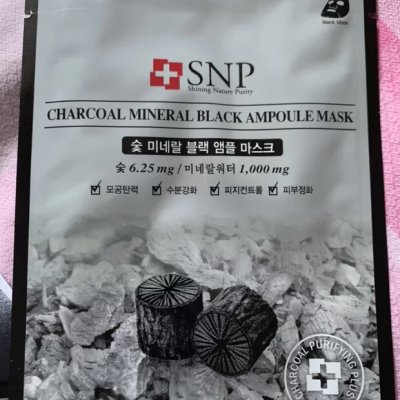 Black Mask
SNP
Shining Nature Purity
CHARCOAL MINERAL BLACK AMPOULE MASK
숯 미네랄 블랙 앰플 마스크
숯 6.25 mg / 미네랄워터 1,000 mg
모공탄력 수분강화 피지컨트롤 피부정화
CHARCOAL PURIFYING PLUS